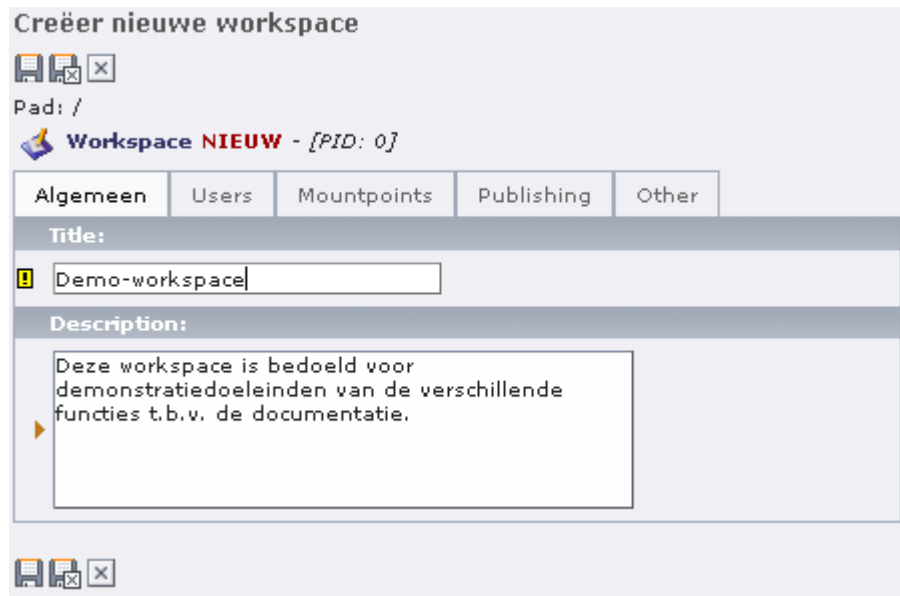 Creëer nieuwe workspace
Pad: /
Workspace NIEUW - [PID: 0]
Algemeen Users Mountpoints Publishing Other
Title:
Demo-workspace
Description:
Deze workspace is bedoeld voor
demonstratiedoeleinden van de verschillende
functies t.b.v. de documentatie.